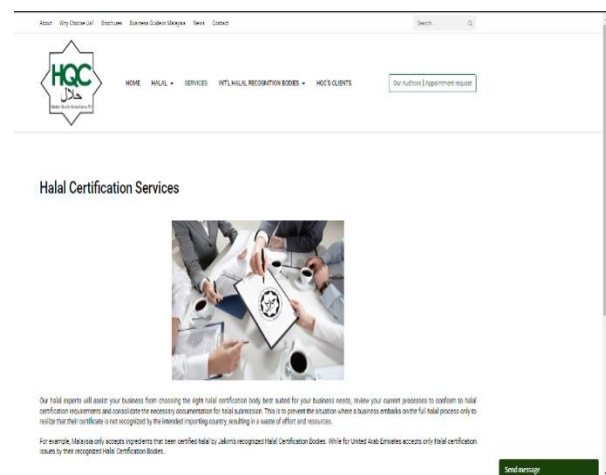 About Why Choose Us? Brochures Business Guide in Malaysia News Contact Search ...
HQC
حلال
HOME HALAL SERVICES INT'L HALAL RECOGNITION BODIES HQC'S CLIENTS Our Auditors | Appointment request
Halal Certification Services
Our halal experts will assist your business from choosing the right halal certification body best suited for your business needs, review your current processes to conform to halal
certification requirements and consolidate the necessary documentation for halal submission. This is to prevent the situation where a business embarks on the full halal process only to
realize that their certificate is not recognized by the intended importing country, resulting in a waste of effort and resources.
For example, Malaysia only accepts ingredients that been certified halal by Jakim's recognized Halal Certification Bodies. While for United Arab Emirates accepts only Halal certification
issues by their recognized Halal Certification Bodies .
Send message